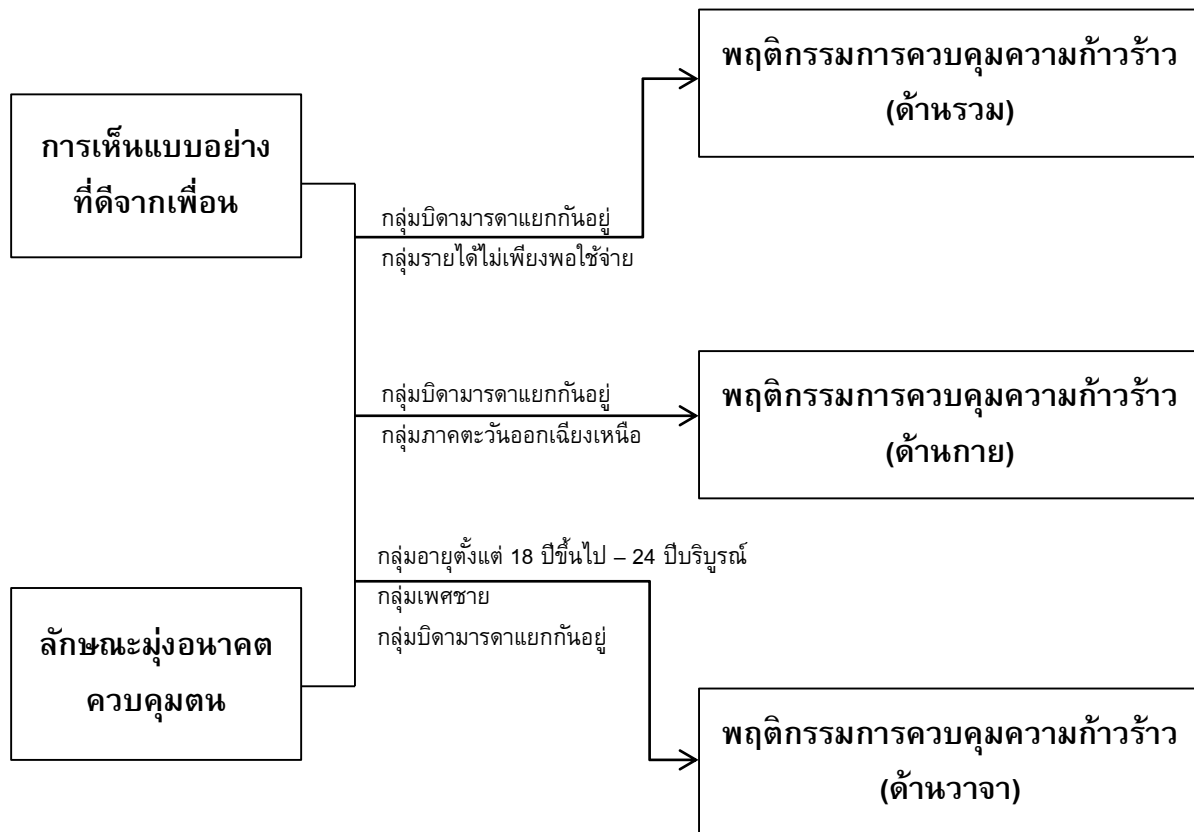 พฤติกรรมการควบคุมความก้าวร้าว
(ด้านรวม)
การเห็นแบบอย่าง
ที่ดีจากเพื่อน
กลุ่มบิดามารดาแยกกันอยู่
กลุ่มรายได้ไม่เพียงพอใช้จ่าย
กลุ่มบิดามารดาแยกกันอยู่
กลุ่มภาคตะวันออกเฉียงเหนือ
พฤติกรรมการควบคุมความก้าวร้าว
(ด้านกาย)
กลุ่มอายุตั้งแต่ 18 ปีขึ้นไป – 24 ปีบริบูรณ์
กลุ่มเพศชาย
กลุ่มบิดามารดาแยกกันอยู่
ลักษณะมุ่งอนาคต
ควบคุมตน
พฤติกรรมการควบคุมความก้าวร้าว
(ด้านวาจา)